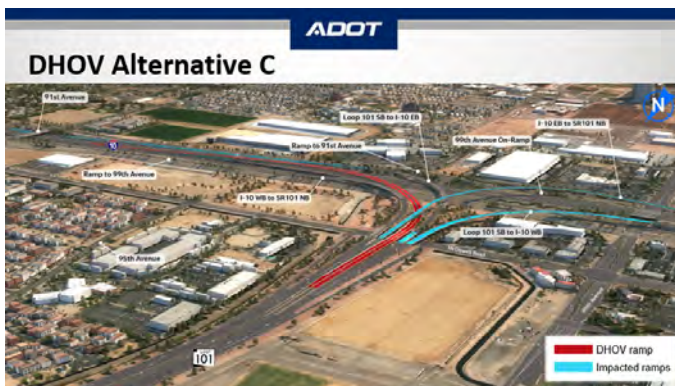 ADOT
DHOV Alternative C
N
91st Avenue
Loop 101 SB to I-10 EB
I-10 EB to SR101 NB
99th Avenue On-Ramp
10
Ramp to 91st Avenue
Ramp to 99th Avenue
I-10 WB to SR101 NB
Loop 101 SB to I-10 WB
95th Avenue
101
DHOV ramp
Impacted ramps